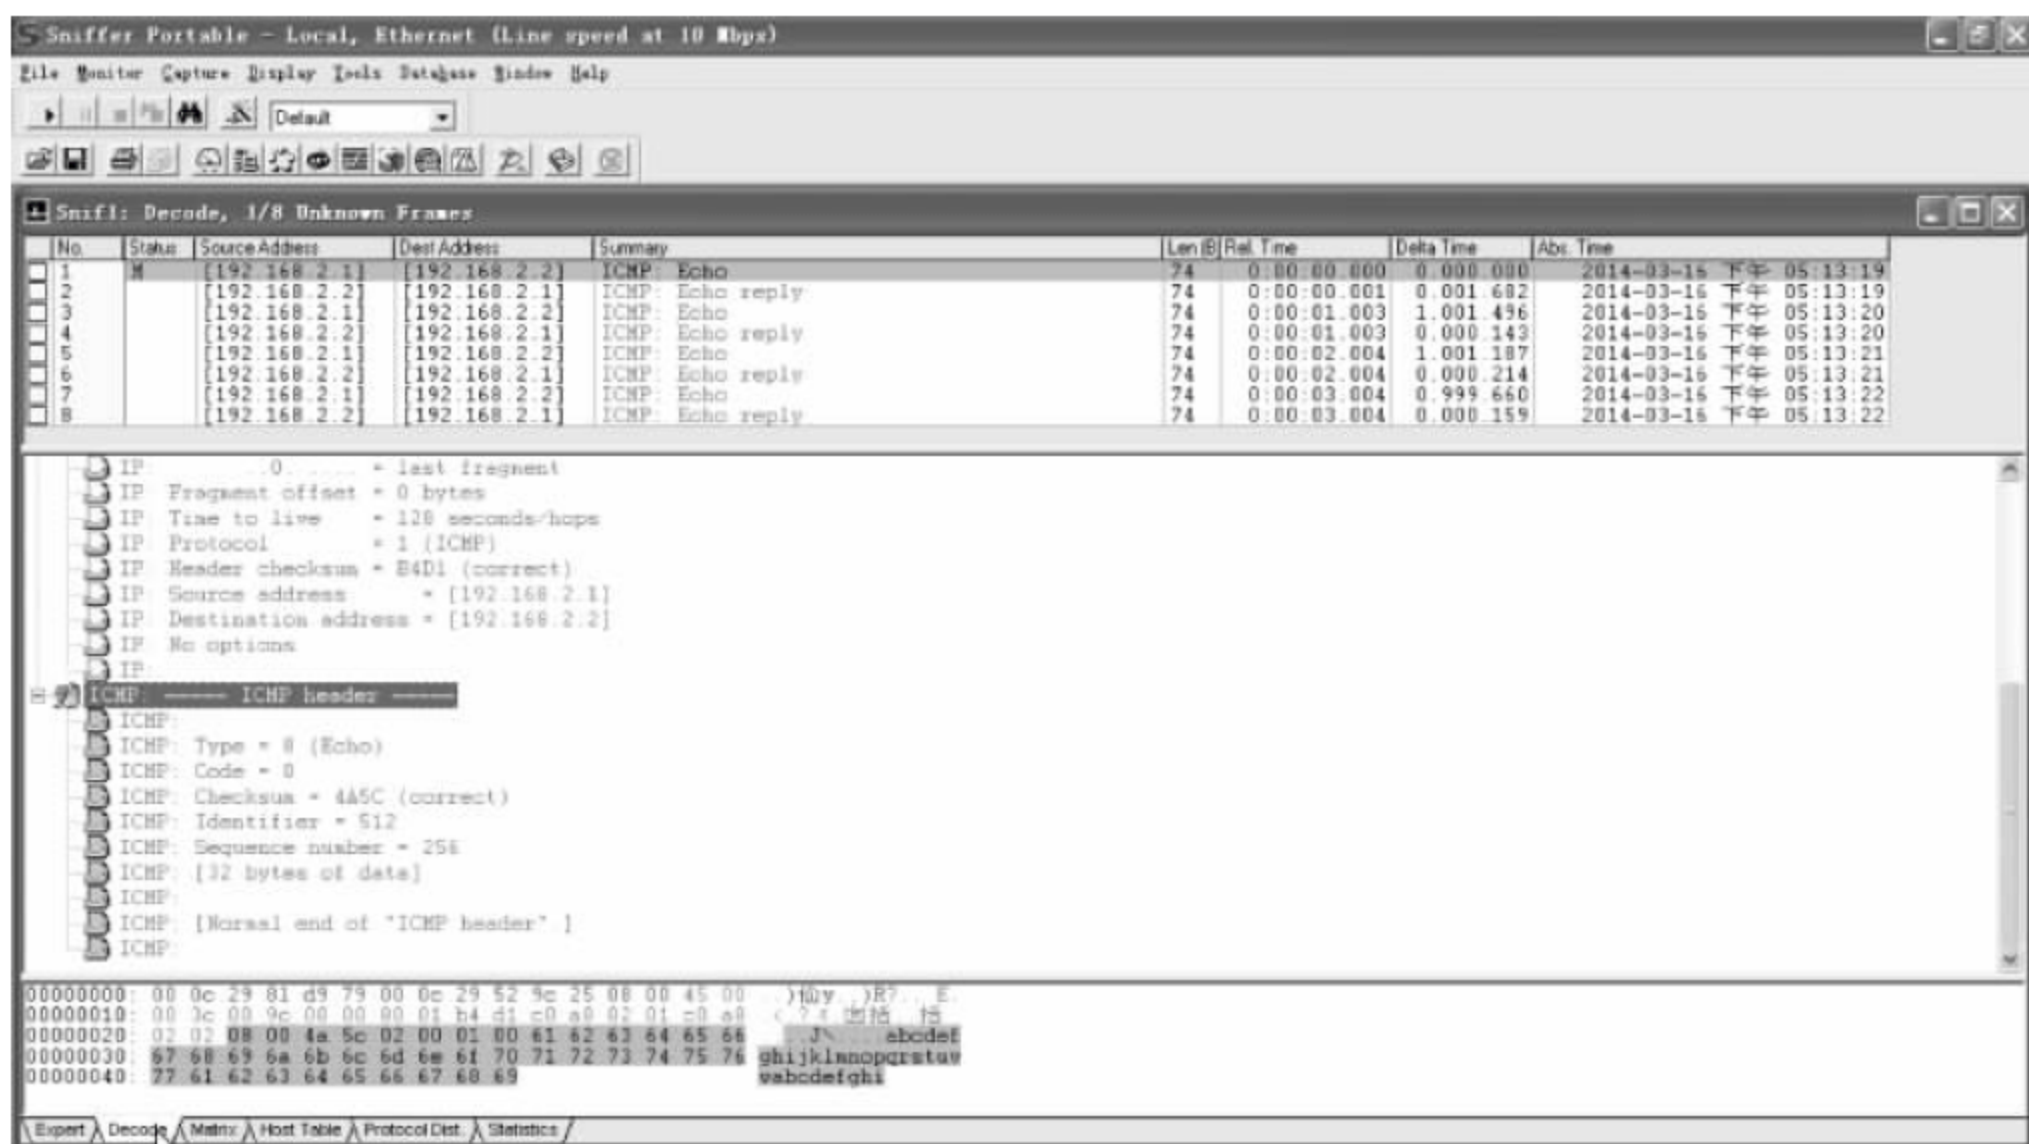 Sniffer Portable - Local, Ethernet (Line speed at 10 Mbps)
File Monitor Capture Display Tools Database Window Help
Default
Snif1: Decode, 1/8 Unknown Frames
No. Status Source Address Dest Address Summary Len (B) Rel. Time Delta Time Abs. Time
1 M [192.168.2.1] [192.168.2.2] ICMP: Echo 74 0:00:00.000 0.000.000 2014-03-16 下午 05:13:19
2 [192.168.2.2] [192.168.2.1] ICMP: Echo reply 74 0:00:00.001 0.001.682 2014-03-16 下午 05:13:19
3 [192.168.2.1] [192.168.2.2] ICMP: Echo 74 0:00:01.003 1.001.496 2014-03-16 下午 05:13:20
4 [192.168.2.2] [192.168.2.1] ICMP: Echo reply 74 0:00:01.003 0.000.143 2014-03-16 下午 05:13:20
5 [192.168.2.1] [192.168.2.2] ICMP: Echo 74 0:00:02.004 1.001.187 2014-03-16 下午 05:13:21
6 [192.168.2.2] [192.168.2.1] ICMP: Echo reply 74 0:00:02.004 0.000.214 2014-03-16 下午 05:13:21
7 [192.168.2.1] [192.168.2.2] ICMP: Echo 74 0:00:03.004 0.999.660 2014-03-16 下午 05:13:22
8 [192.168.2.2] [192.168.2.1] ICMP: Echo reply 74 0:00:03.004 0.000.159 2014-03-16 下午 05:13:22
IP: ..0. .... = last fragment
IP: Fragment offset = 0 bytes
IP: Time to live = 128 seconds/hops
IP: Protocol = 1 (ICMP)
IP: Header checksum = B4D1 (correct)
IP: Source address = [192.168.2.1]
IP: Destination address = [192.168.2.2]
IP: No options
IP:
ICMP: ----- ICMP header -----
ICMP:
ICMP: Type = 8 (Echo)
ICMP: Code = 0
ICMP: Checksum = 4A5C (correct)
ICMP: Identifier = 512
ICMP: Sequence number = 256
ICMP: [32 bytes of data]
ICMP:
ICMP: [Normal end of "ICMP header".]
ICMP:
00000000: 00 0c 29 81 d9 79 00 0c 29 52 9c 25 08 00 45 00
00000010: 00 3c 00 9c 00 00 80 01 b4 d1 c0 a8 02 01 c0 a8
00000020: 02 02 08 00 4a 5c 02 00 01 00 61 62 63 64 65 66 ..J\....abcdef
00000030: 67 68 69 6a 6b 6c 6d 6e 6f 70 71 72 73 74 75 76 ghijklmnopqrstuv
00000040: 77 61 62 63 64 65 66 67 68 69 wabcdefghi
Expert Decode Matrix Host Table Protocol Dist. Statistics